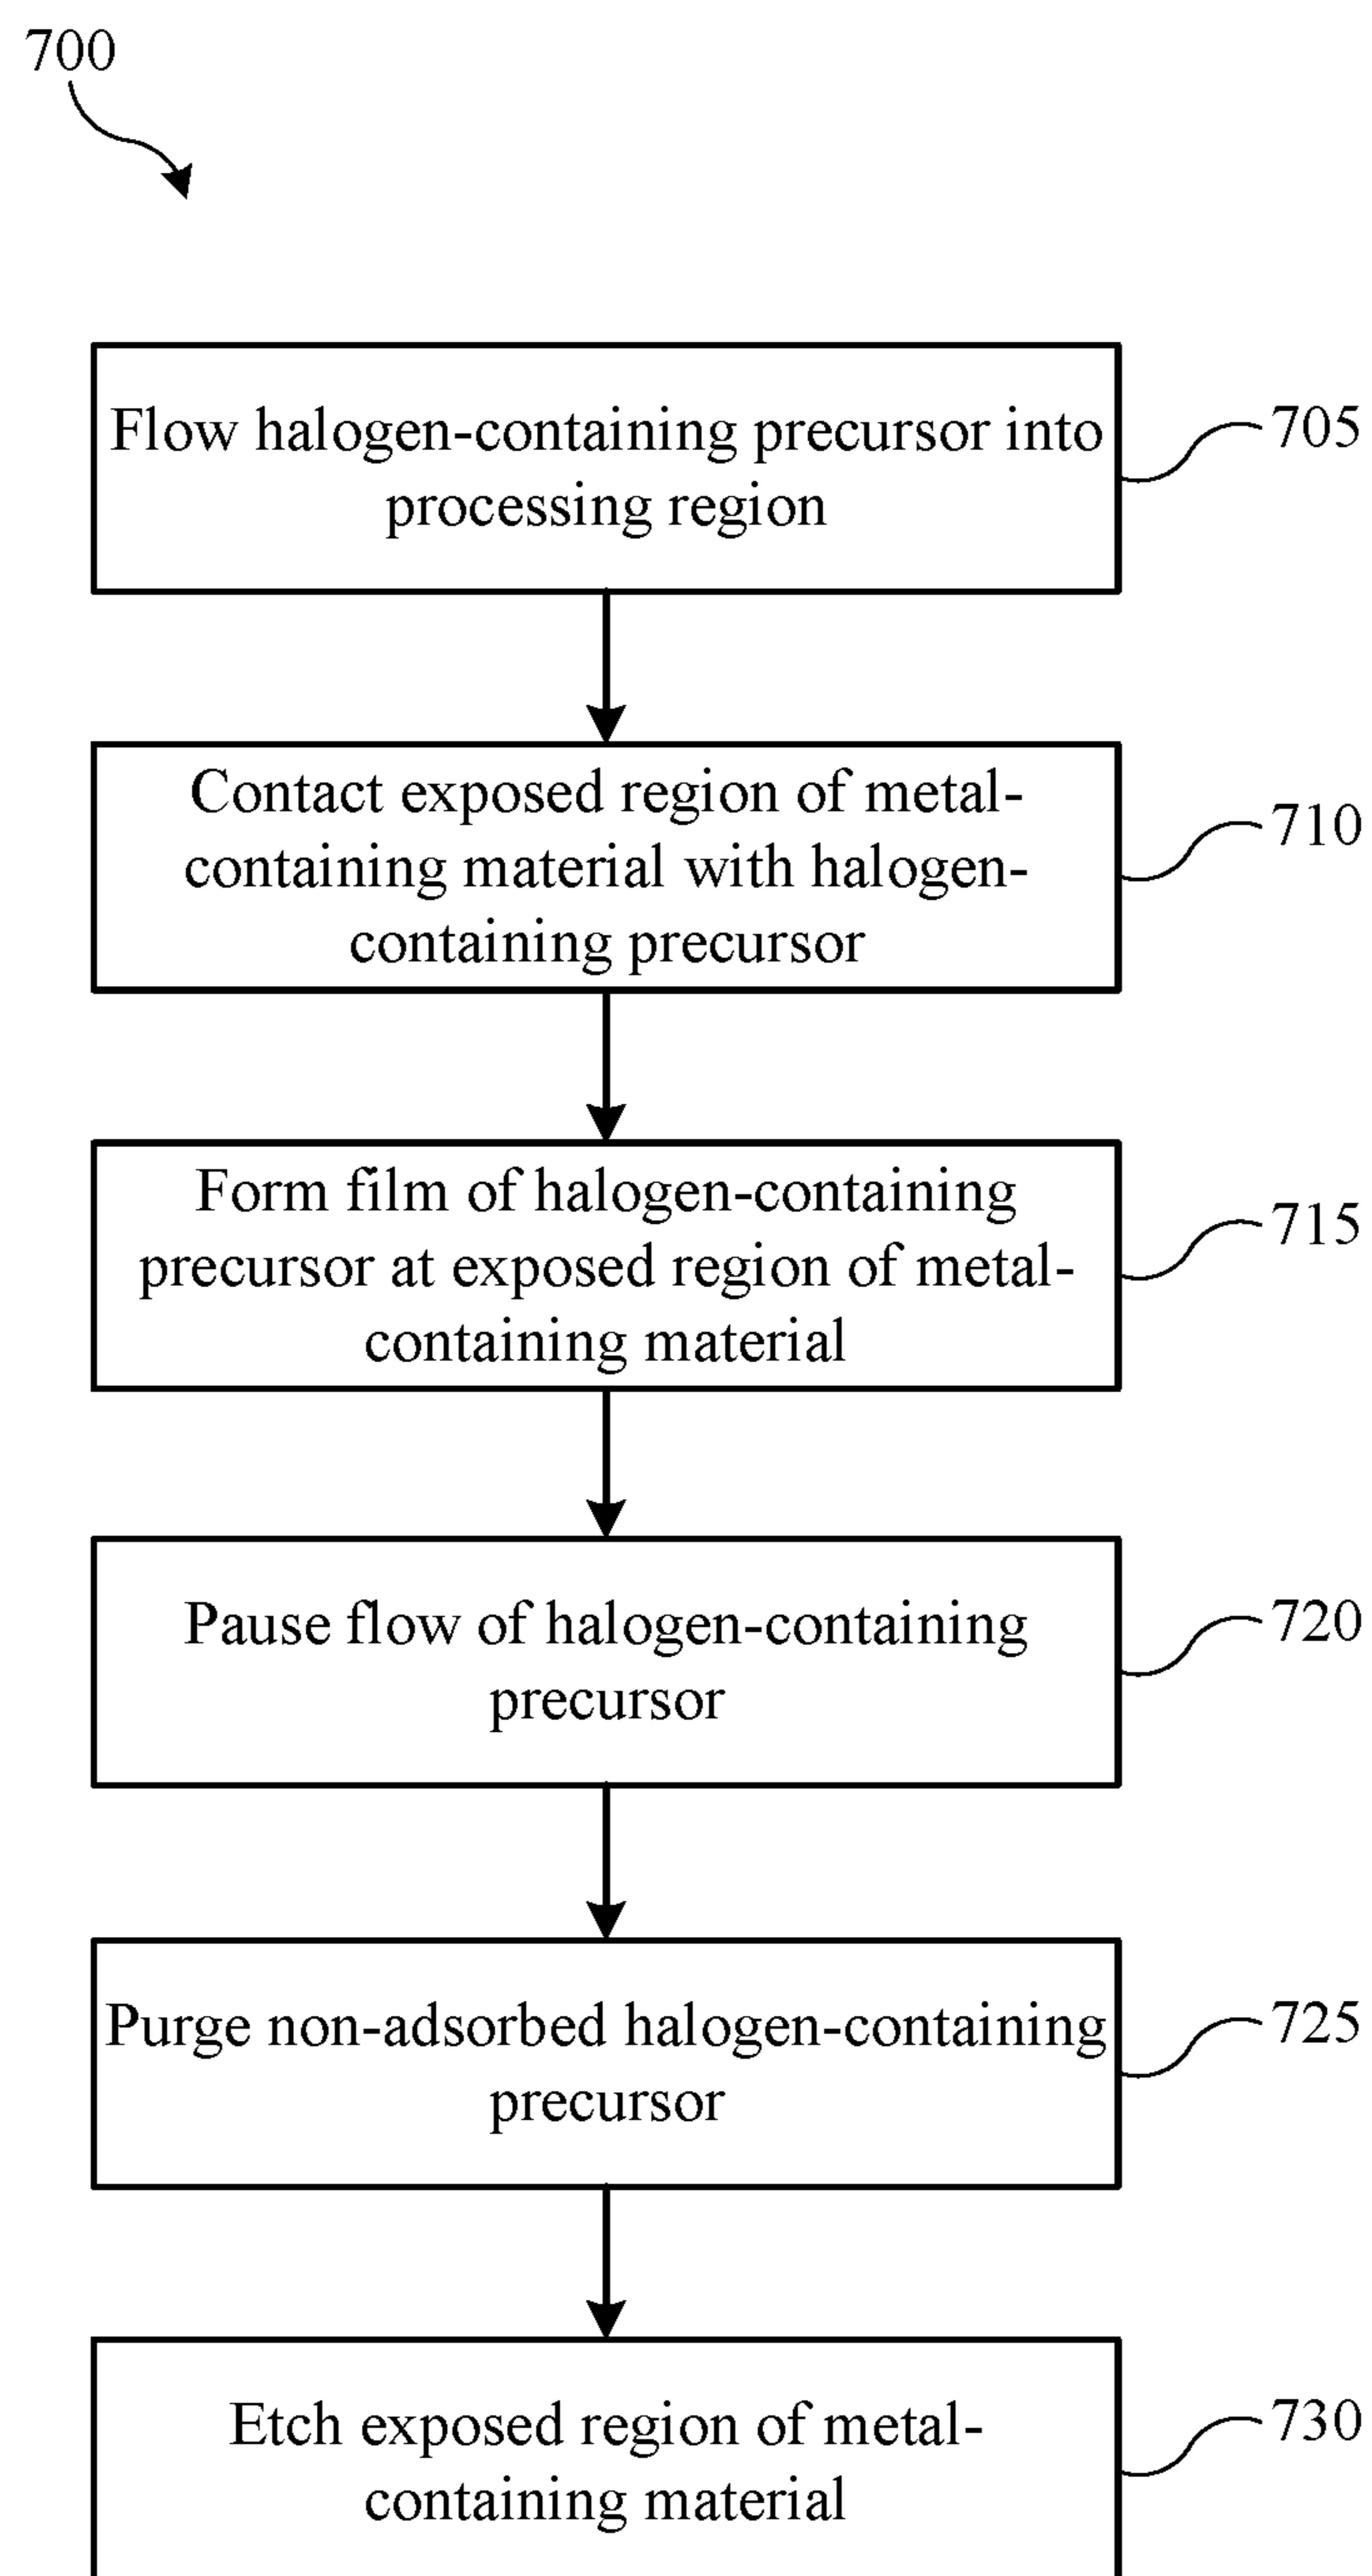 700
Flow halogen-containing precursor into
processing region
705
Contact exposed region of metal-
containing material with halogen-
containing precursor
710
Form film of halogen-containing
precursor at exposed region of metal-
containing material
715
Pause flow of halogen-containing
precursor
720
Purge non-adsorbed halogen-containing
precursor
725
Etch exposed region of metal-
containing material
730